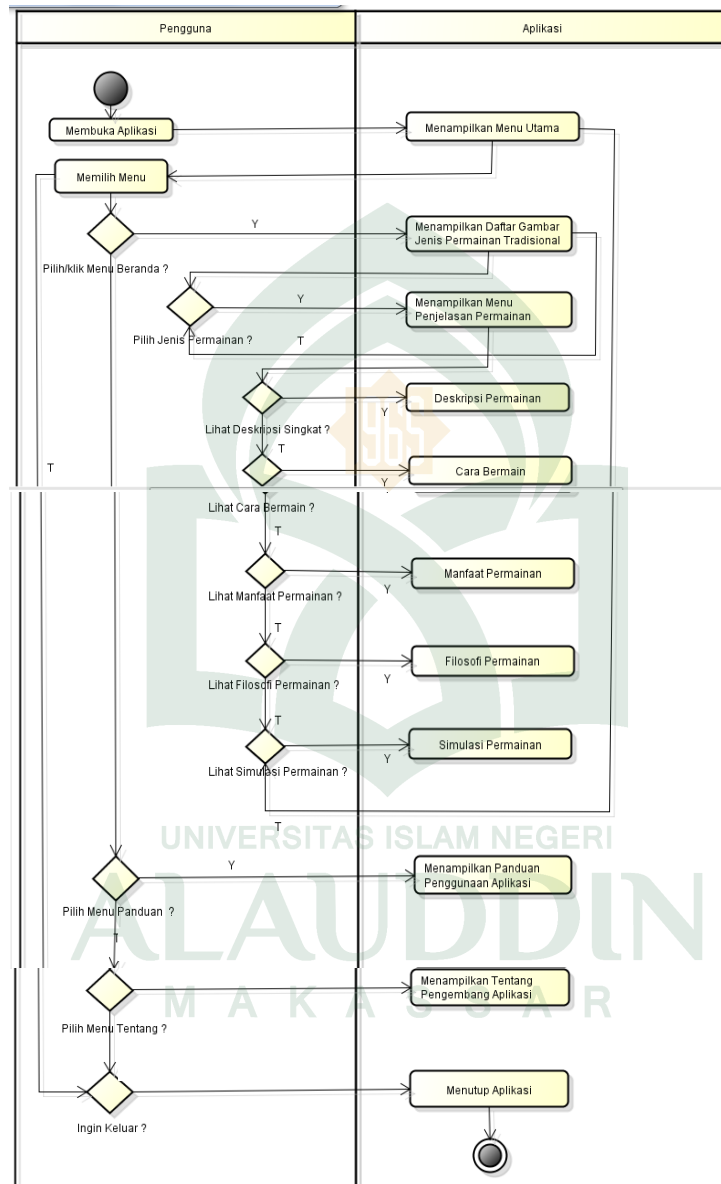 Pengguna
Aplikasi
Membuka Aplikasi
Menampilkan Menu Utama
Memilih Menu
Y
Menampilkan Daftar Gambar
Jenis Permainan Tradisional
Pilih/klik Menu Beranda ?
Y
Menampilkan Menu
Penjelasan Permainan
Pilih Jenis Permainan ?
T
Deskripsi Permainan
Y
Lihat Deskripsi Singkat ?
1965
T
T
Cara Bermain
Y
Lihat Cara Bermain ?
T
Manfaat Permainan
Y
Lihat Manfaat Permainan ?
T
Filosofi Permainan
Y
Lihat Filosofi Permainan ?
T
Simulasi Permainan
Y
Lihat Simulasi Permainan ?
T
UNIVERSITAS ISLAM NEGERI
Y
Menampilkan Panduan
Penggunaan Aplikasi
Pilih Menu Panduan ?
ALAUDDIN
T
Menampilkan Tentang
Pengembang Aplikasi
MAKASSAR
Pilih Menu Tentang ?
Menutup Aplikasi
Ingin Keluar ?